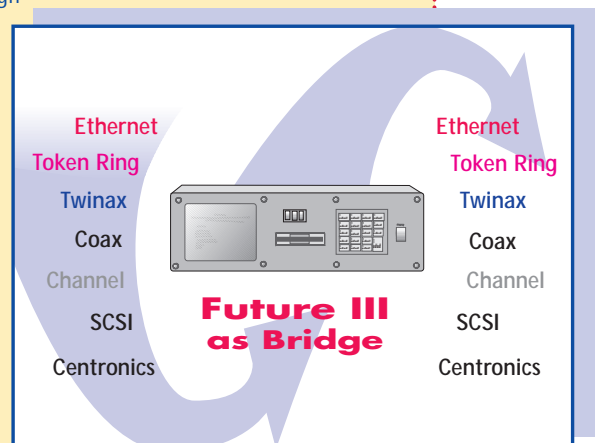 Ethernet
Token Ring
Twinax
Coax
Channel
SCSI
Centronics
Future III
as Bridge
Ethernet
Token Ring
Twinax
Coax
Channel
SCSI
Centronics